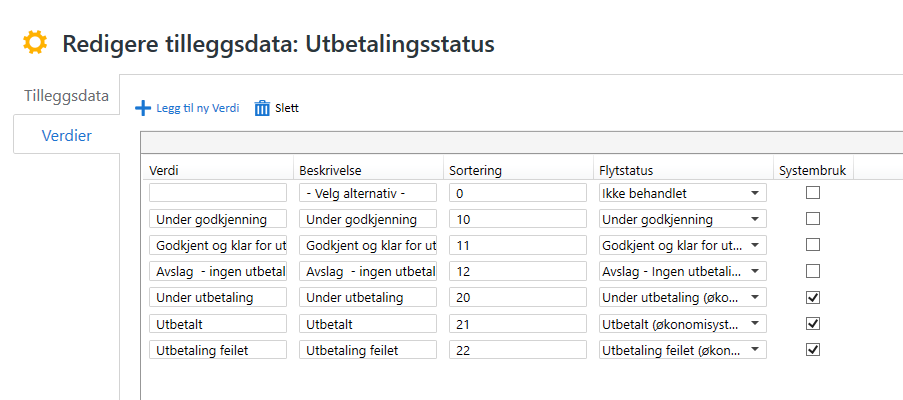 Redigere tilleggsdata: Utbetalingsstatus
Tilleggsdata
Verdier
Legg til ny Verdi Slett
Verdi Beskrivelse Sortering Flytstatus Systembruk
- Velg alternativ - 0 Ikke behandlet
Under godkjenning Under godkjenning 10 Under godkjenning
Godkjent og klar for ut Godkjent og klar for ut 11 Godkjent og klar for ut...
Avslag - ingen utbetal Avslag - ingen utbetal 12 Avslag - Ingen utbetali...
Under utbetaling Under utbetaling 20 Under utbetaling (øko...
Utbetalt Utbetalt 21 Utbetalt (økonomisyst...
Utbetaling feilet Utbetaling feilet 22 Utbetaling feilet (økon...